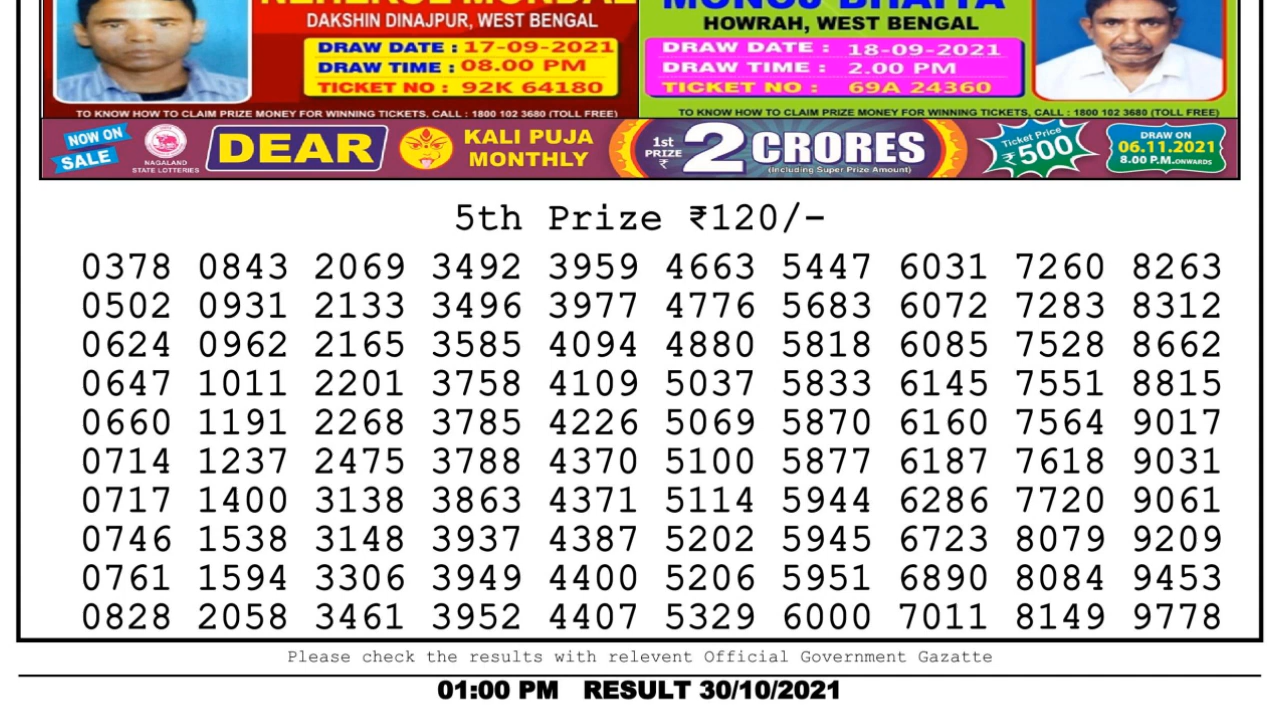 NEHERUL MONDAL
DAKSHIN DINAJPUR, WEST BENGAL
DRAW DATE : 17-09-2021
DRAW TIME : 08.00 PM
TICKET NO : 92K 64180
TO KNOW HOW TO CLAIM PRIZE MONEY FOR WINNING TICKETS, CALL : 1800 102 3680 (TOLL FREE)
HOWRAH, WEST BENGAL
DRAW DATE : 18-09-2021
DRAW TIME : 2.00 PM
TICKET NO : 69A 24360
TO KNOW HOW TO CLAIM PRIZE MONEY FOR WINNING TICKETS, CALL : 1800 102 3680 (TOLL FREE)
NOW ON
SALE
NAGALAND
STATE LOTTERIES
DEAR
KALI PUJA
MONTHLY
1st
PRIZE
₹
2 CRORES
(Including Super Prize Amount)
Ticket Price
₹500
DRAW ON
06.11.2021
8.00 P.M.ONWARDS
5th Prize ₹120/-
0378 0843 2069 3492 3959 4663 5447 6031 7260 8263
0502 0931 2133 3496 3977 4776 5683 6072 7283 8312
0624 0962 2165 3585 4094 4880 5818 6085 7528 8662
0647 1011 2201 3758 4109 5037 5833 6145 7551 8815
0660 1191 2268 3785 4226 5069 5870 6160 7564 9017
0714 1237 2475 3788 4370 5100 5877 6187 7618 9031
0717 1400 3138 3863 4371 5114 5944 6286 7720 9061
0746 1538 3148 3937 4387 5202 5945 6723 8079 9209
0761 1594 3306 3949 4400 5206 5951 6890 8084 9453
0828 2058 3461 3952 4407 5329 6000 7011 8149 9778
Please check the results with relevent Official Government Gazatte
01:00 PM RESULT 30/10/2021